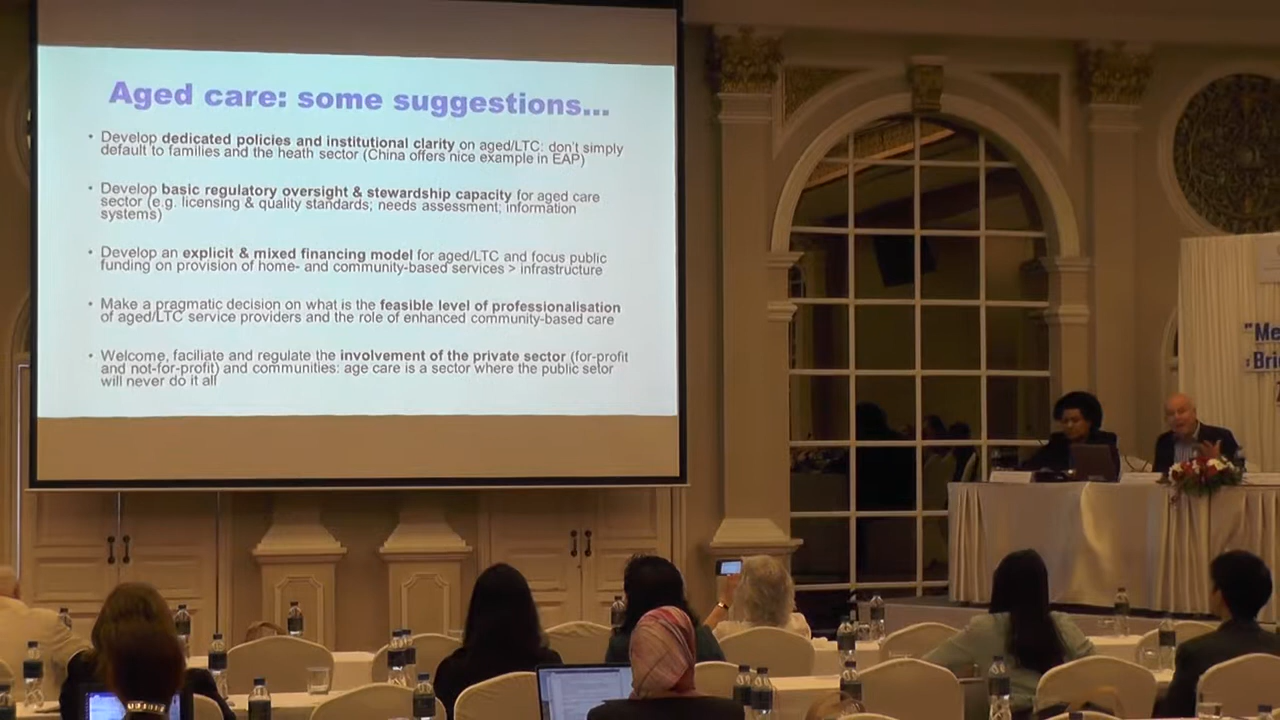 Aged care: some suggestions...
• Develop dedicated policies and institutional clarity on aged/LTC: don't simply
default to families and the heath sector (China offers nice example in EAP)
• Develop basic regulatory oversight & stewardship capacity for aged care
sector (e.g. licensing & quality standards; needs assessment; information
systems)
• Develop an explicit & mixed financing model for aged/LTC and focus public
funding on provision of home- and community-based services > infrastructure
• Make a pragmatic decision on what is the feasible level of professionalisation
of aged/LTC service providers and the role of enhanced community-based care
• Welcome, faciliate and regulate the involvement of the private sector (for-profit
and not-for-profit) and communities: age care is a sector where the public setor
will never do it all
"Me
: Bri